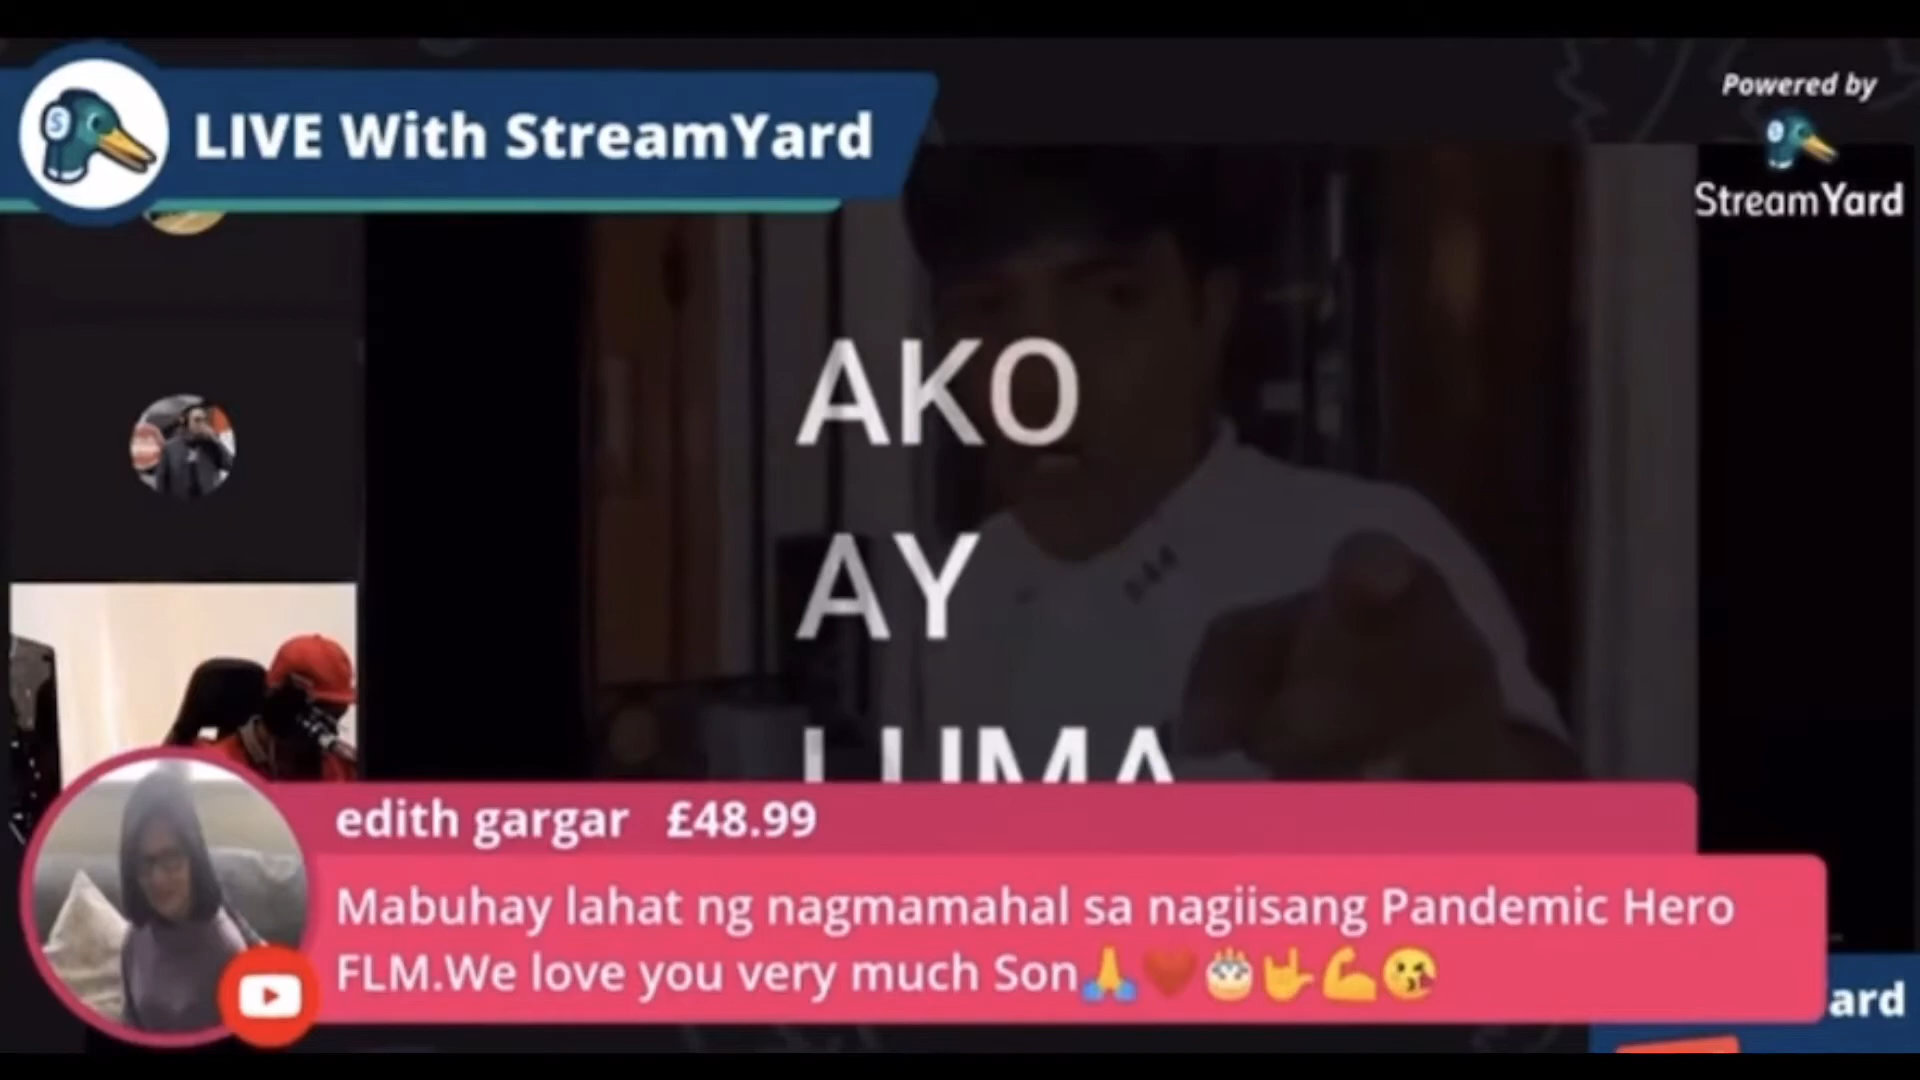 LIVE With StreamYard
Powered by
StreamYard
AKO
AY
LUMA
edith gargar £48.99
Mabuhay lahat ng nagmamahal sa nagiisang Pandemic Hero
FLM.We love you very much Son🙏❤️🎂🤟💪😘
ard